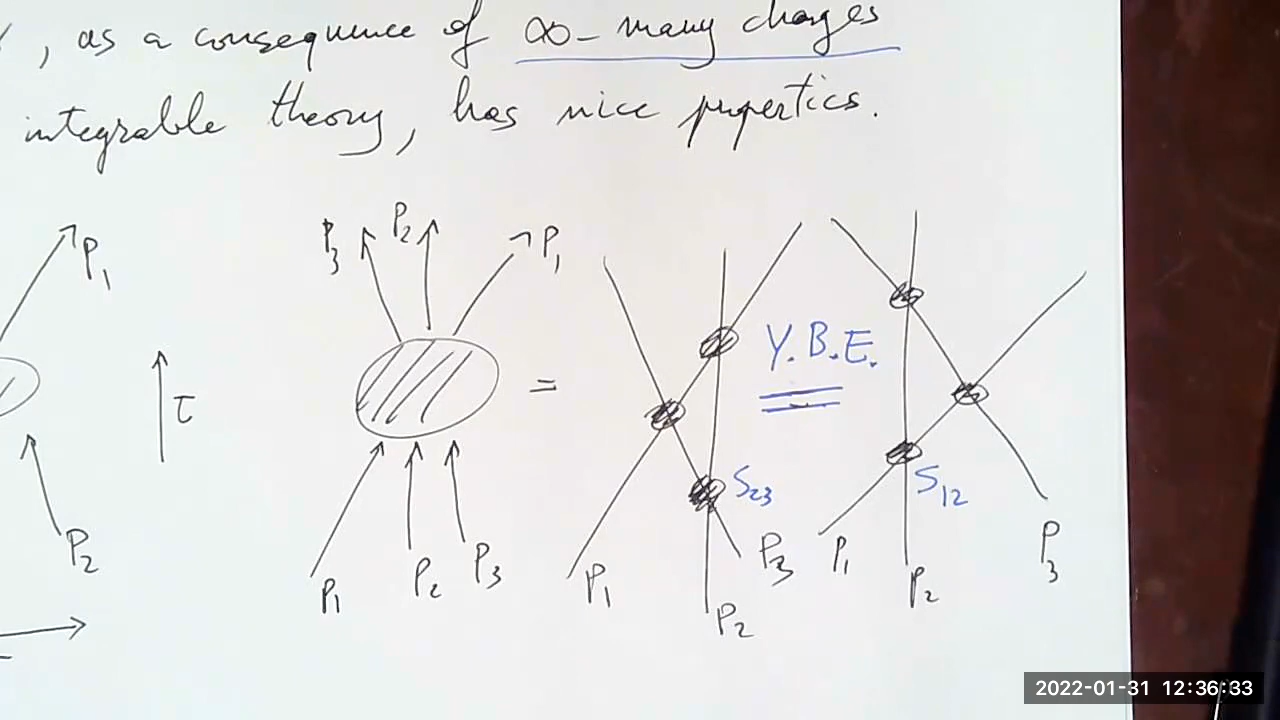 , as a consequence of ∞-many charges
integrable theory, has nice properties.
P₃ P₂ P₁
P₁
Y.B.E.
τ
=
S₂₃ S₁₂
P₂ P₁ P₂ P₃ P₁ P₂ P₃ P₁ P₂ P₃
2022-01-31 12:36:33